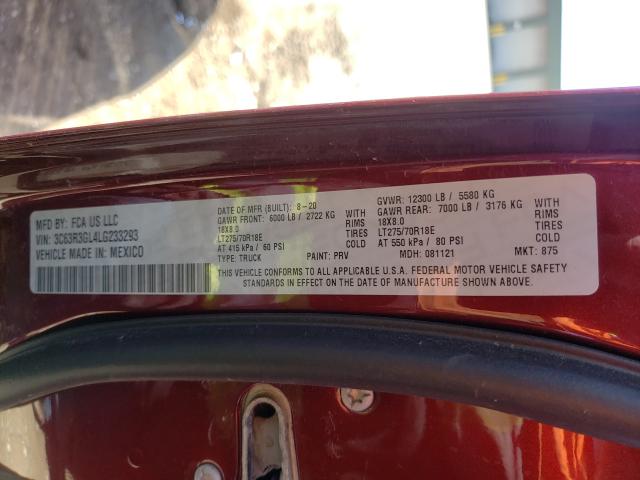 MFD BY: FCA US LLC
VIN: 3C63R3GL4LG233293
VEHICLE MADE IN: MEXICO
DATE OF MFR (BUILT): 8-20
GAWR FRONT: 6000 LB / 2722 KG WITH
18X8.0 RIMS
LT275/70R18E TIRES
AT 415 kPa / 60 PSI COLD
TYPE: TRUCK PAINT: PRV
GVWR: 12300 LB / 5580 KG
GAWR REAR: 7000 LB / 3176 KG WITH
18X8.0 RIMS
LT275/70R18E TIRES
AT 550 kPa / 80 PSI COLD
MDH: 081121 MKT: 875
THIS VEHICLE CONFORMS TO ALL APPLICABLE U.S.A. FEDERAL MOTOR VEHICLE SAFETY
STANDARDS IN EFFECT ON THE DATE OF MANUFACTURE SHOWN ABOVE.